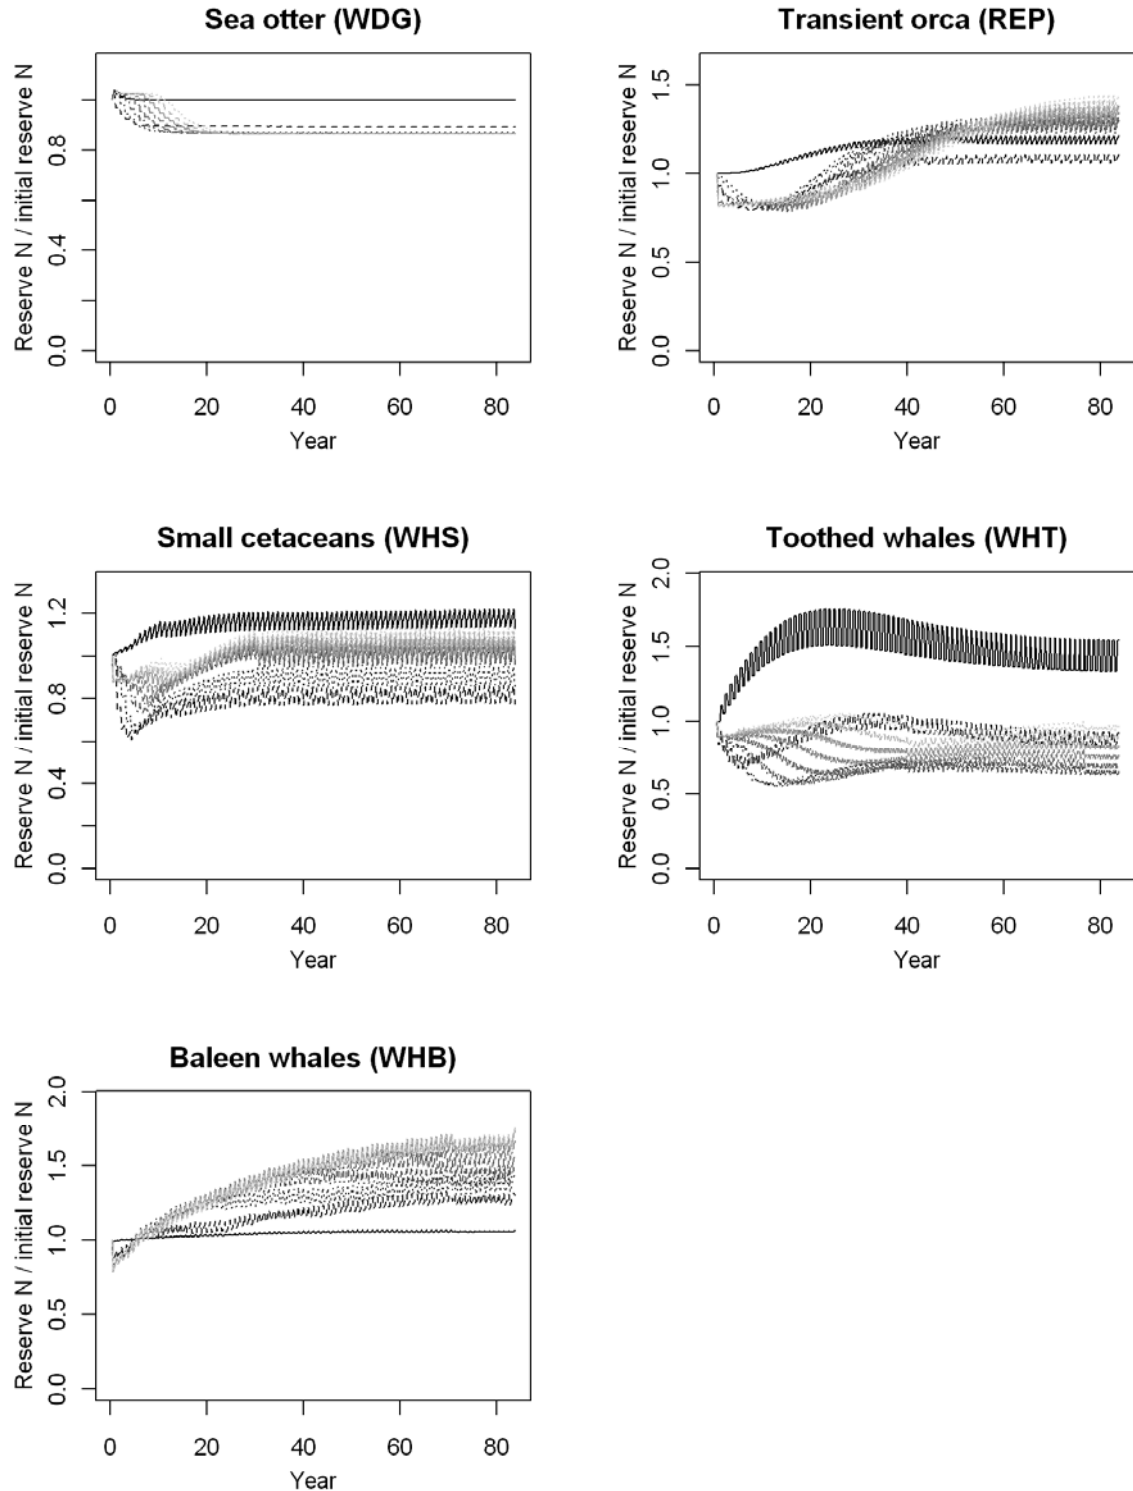 Sea otter (WDG)
Reserve N / initial reserve N
0.0 0.4 0.8
0 20 40 60 80
Year
Transient orca (REP)
Reserve N / initial reserve N
0.0 0.5 1.0 1.5
0 20 40 60 80
Year
Small cetaceans (WHS)
Reserve N / initial reserve N
0.0 0.4 0.8 1.2
0 20 40 60 80
Year
Toothed whales (WHT)
Reserve N / initial reserve N
0.0 0.5 1.0 1.5 2.0
0 20 40 60 80
Year
Baleen whales (WHB)
Reserve N / initial reserve N
0.0 0.5 1.0 1.5 2.0
0 20 40 60 80
Year